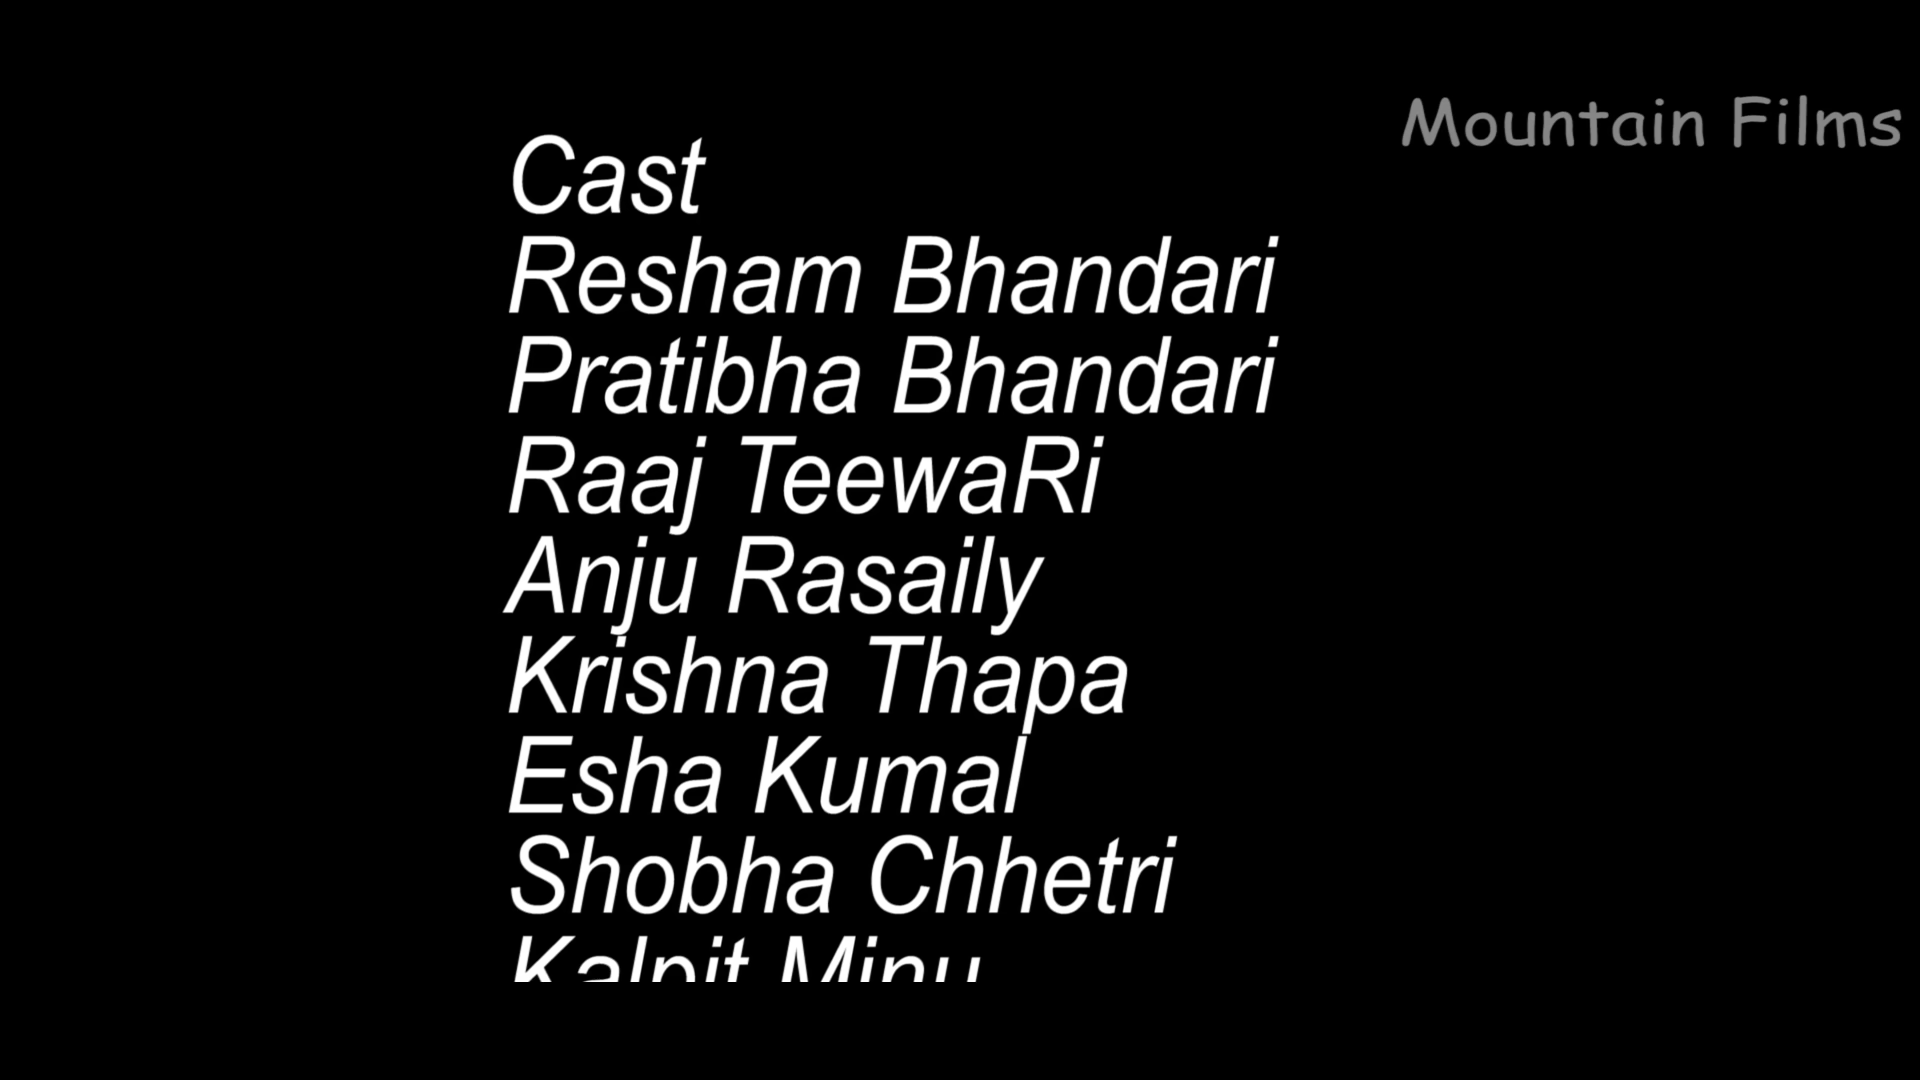 Mountain Films
Cast
Resham Bhandari
Pratibha Bhandari
Raaj TeewaRi
Anju Rasaily
Krishna Thapa
Esha Kumal
Shobha Chhetri